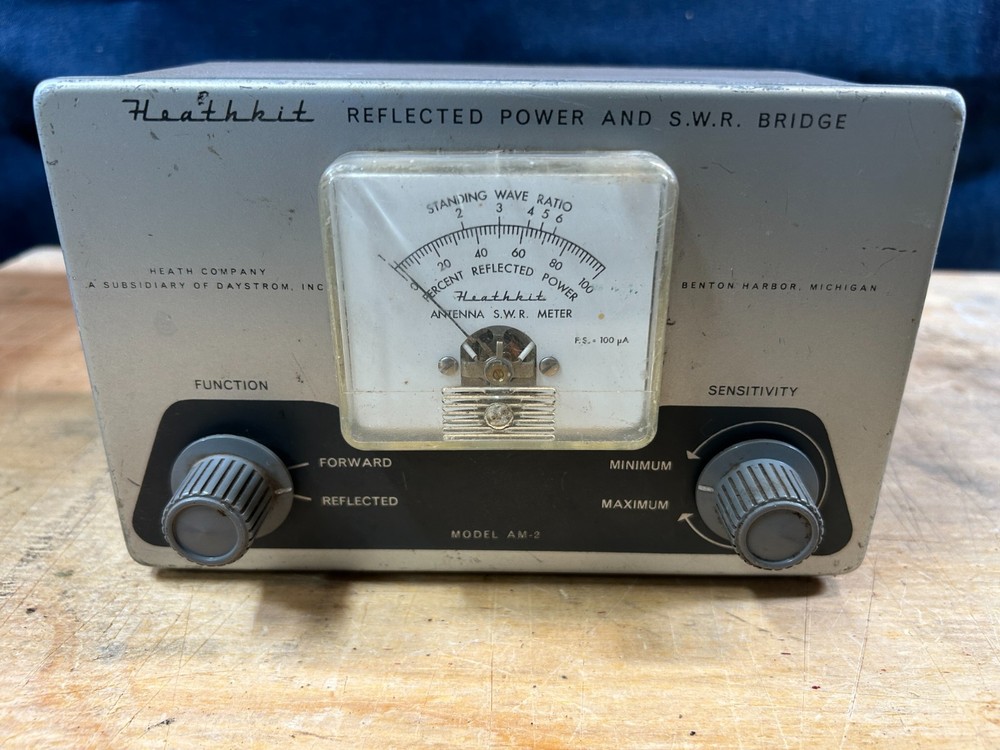 Heathkit REFLECTED POWER AND S.W.R. BRIDGE
STANDING WAVE RATIO
2 3 4 5 6
0 20 40 60 80 100
PERCENT REFLECTED POWER
Heathkit
ANTENNA S.W.R. METER
F.S. = 100 µA
HEATH COMPANY
A SUBSIDIARY OF DAYSTROM, INC
BENTON HARBOR, MICHIGAN
FUNCTION
SENSITIVITY
FORWARD
REFLECTED
MINIMUM
MAXIMUM
MODEL AM-2